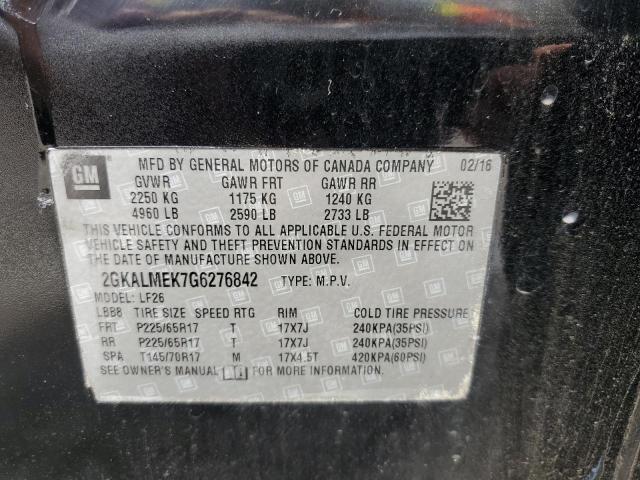 GM
MFD BY GENERAL MOTORS OF CANADA COMPANY 02/16
GVWR GAWR FRT GAWR RR
2250 KG 1175 KG 1240 KG
4960 LB 2590 LB 2733 LB
THIS VEHICLE CONFORMS TO ALL APPLICABLE U.S. FEDERAL MOTOR
VEHICLE SAFETY AND THEFT PREVENTION STANDARDS IN EFFECT ON
THE DATE OF MANUFACTURE SHOWN ABOVE.
2GKALMEK7G6276842 TYPE: M.P.V.
MODEL: LF26
LBB8 TIRE SIZE SPEED RTG RIM COLD TIRE PRESSURE
FRT P225/65R17 T 17X7J 240KPA(35PSI)
RR P225/65R17 T 17X7J 240KPA(35PSI)
SPA T145/70R17 M 17X4.5T 420KPA(60PSI)
SEE OWNER'S MANUAL FOR MORE INFORMATION.